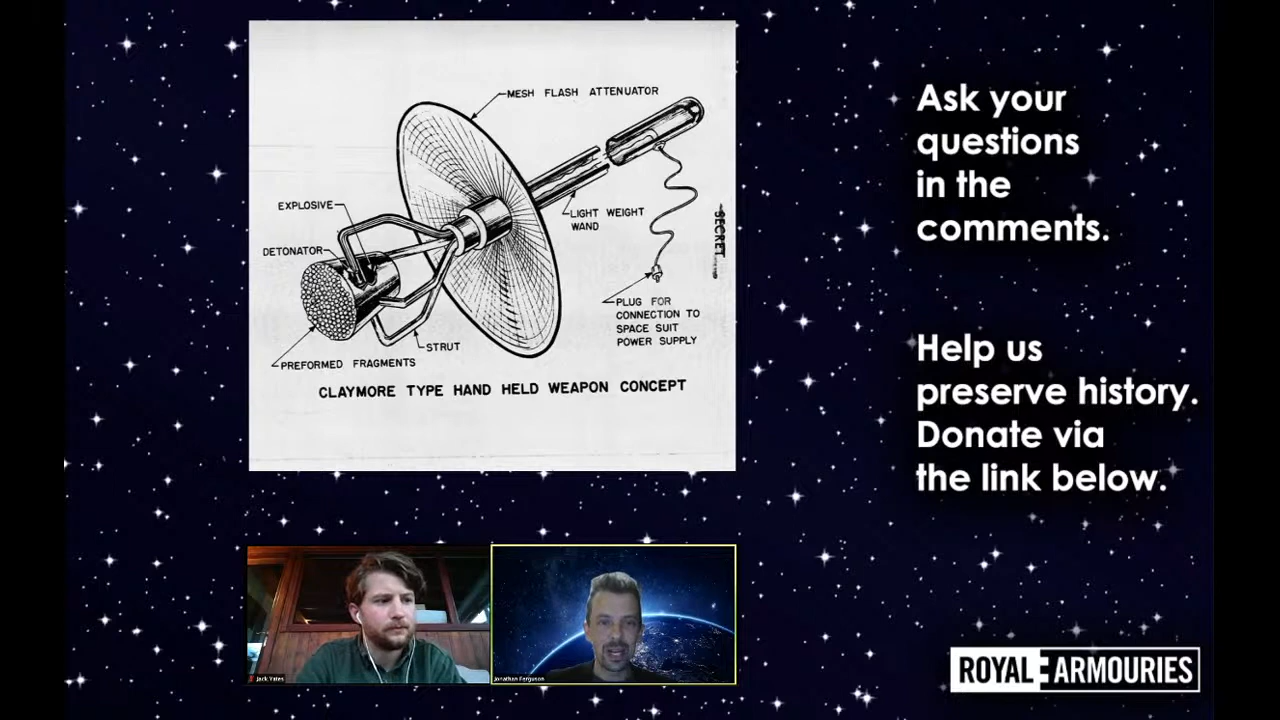 MESH FLASH ATTENUATOR
EXPLOSIVE
DETONATOR
LIGHT WEIGHT
WAND
SECRET
PLUG FOR
CONNECTION TO
SPACE SUIT
POWER SUPPLY
STRUT
PREFORMED FRAGMENTS
CLAYMORE TYPE HAND HELD WEAPON CONCEPT
Ask your
questions
in the
comments.
Help us
preserve history.
Donate via
the link below.
Jack Yates
Jonathan Ferguson
ROYAL ARMOURIES